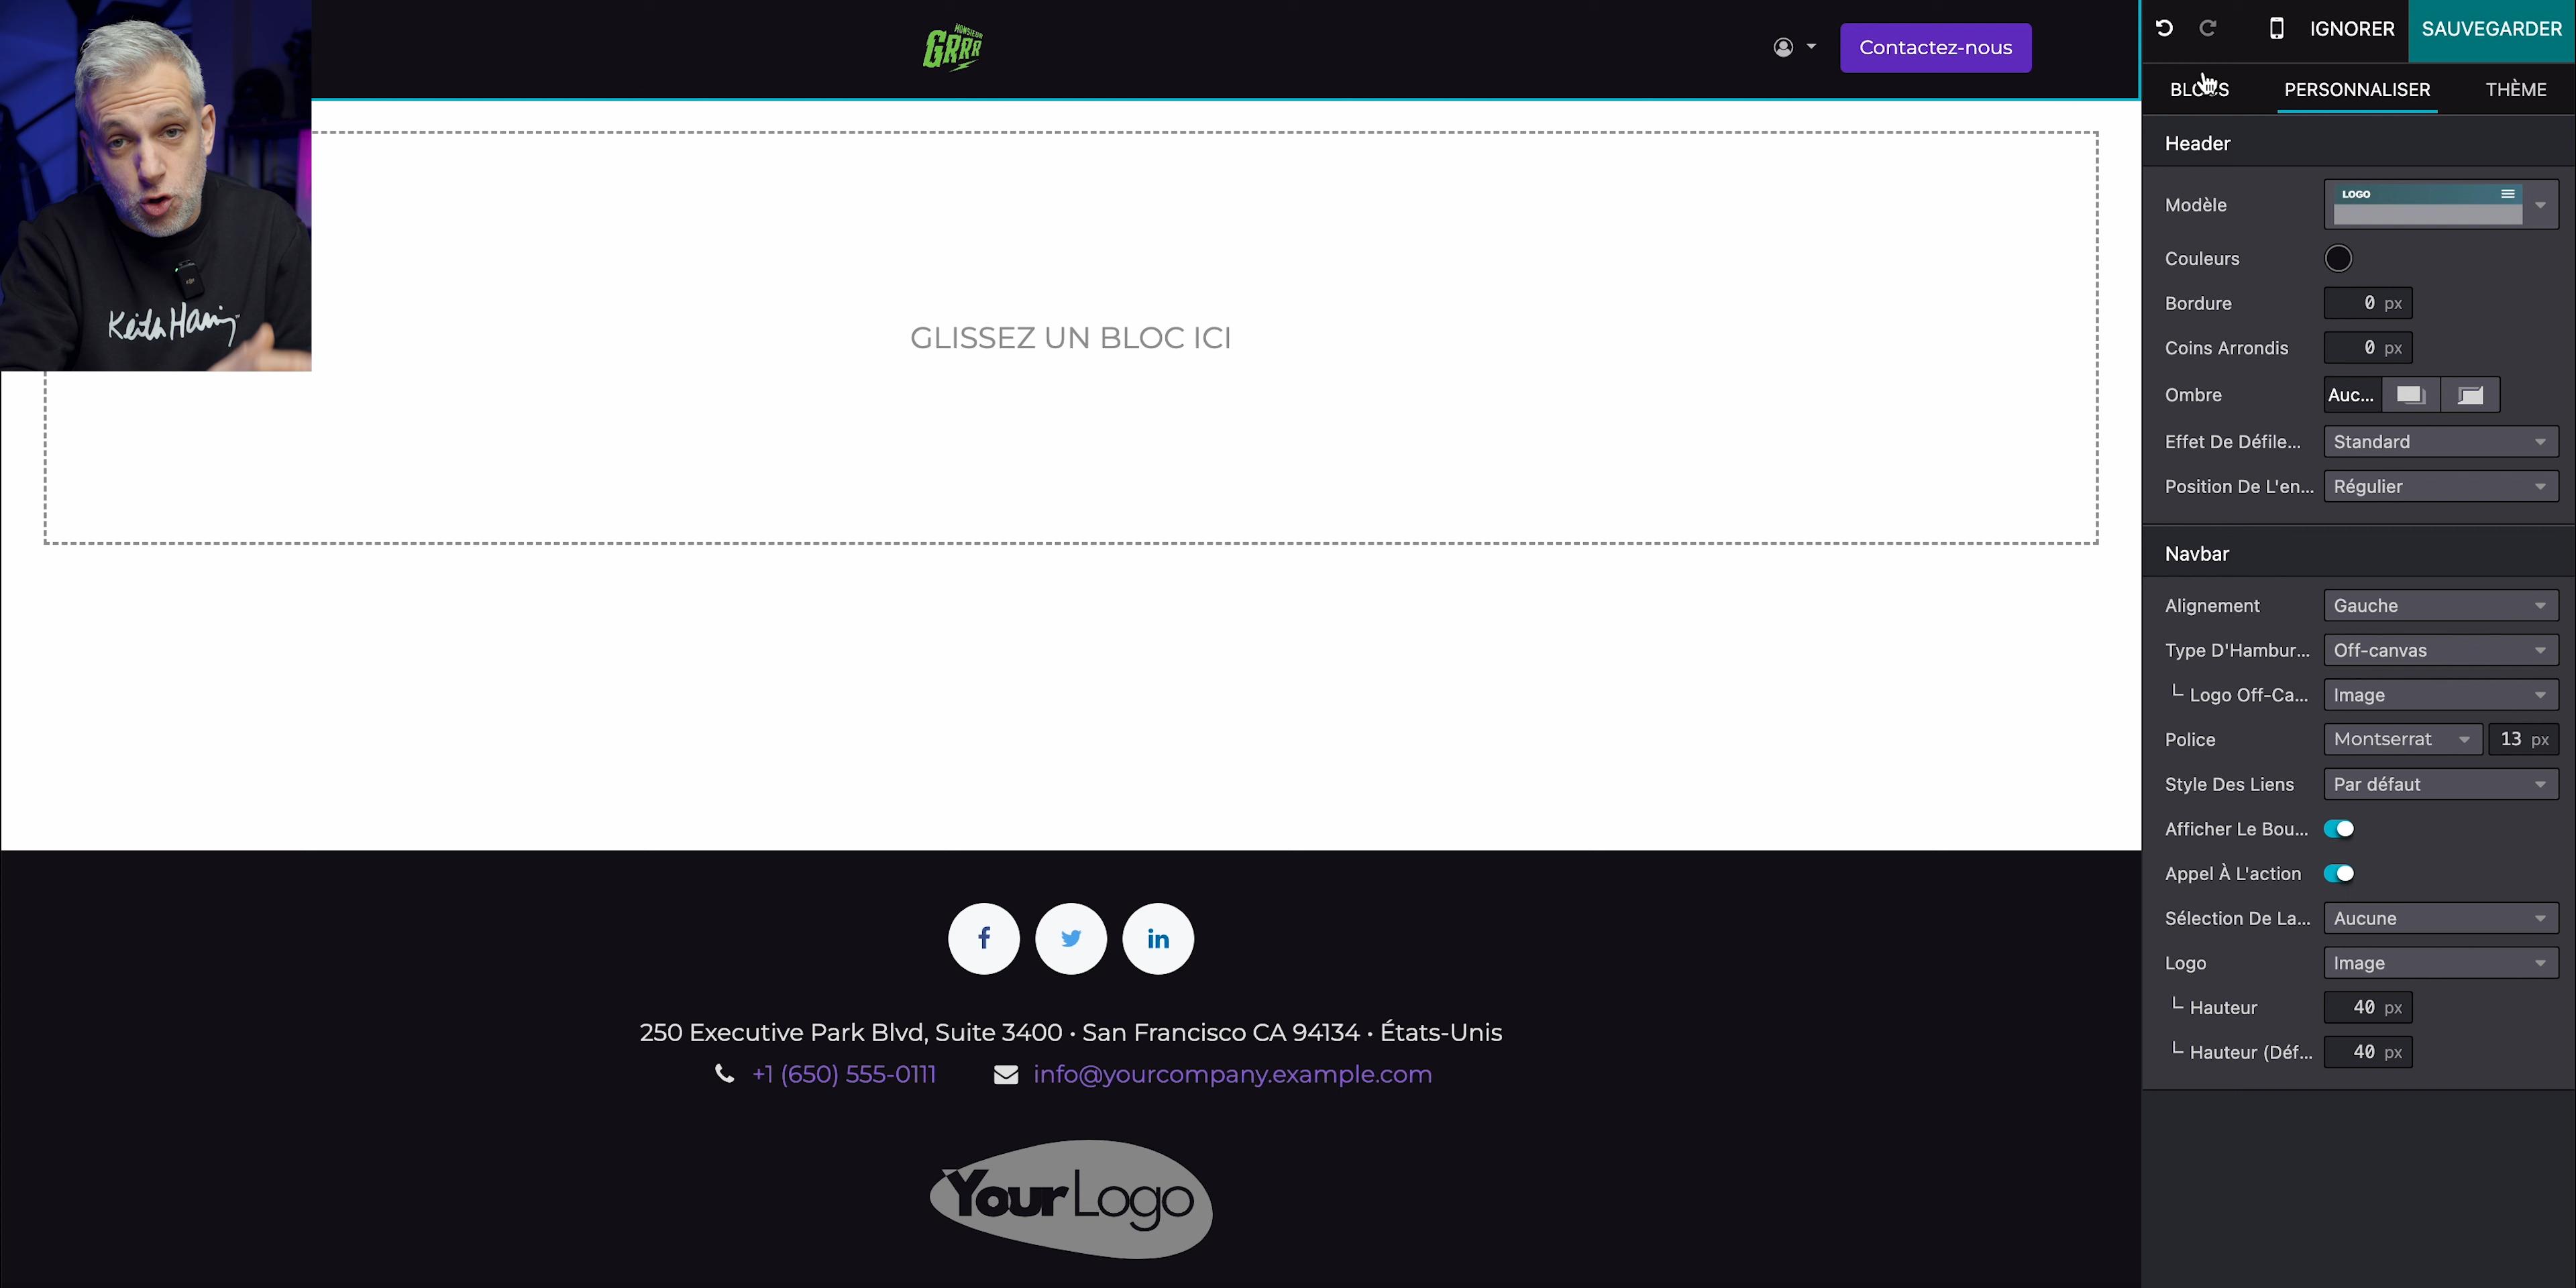 MONSIEUR
GRRR
Contactez-nous
IGNORER
SAUVEGARDER
PERSONNALISER
THÈME
Header
Modèle
LOGO
Couleurs
Bordure
0 px
Coins Arrondis
0 px
Ombre
Auc...
Effet De Défile...
Standard
Position De L'en...
Régulier
Keith Haring
GLISSEZ UN BLOC ICI
Navbar
Alignement
Gauche
Type D'Hambur...
Off-canvas
Logo Off-Ca...
Image
Police
Montserrat
13 px
Style Des Liens
Par défaut
Afficher Le Bou...
Appel À L'action
Sélection De La...
Aucune
Logo
Image
Hauteur
40 px
Hauteur (Déf...
40 px
250 Executive Park Blvd, Suite 3400 • San Francisco CA 94134 • États-Unis
+1 (650) 555-0111
info@yourcompany.example.com
YourLogo